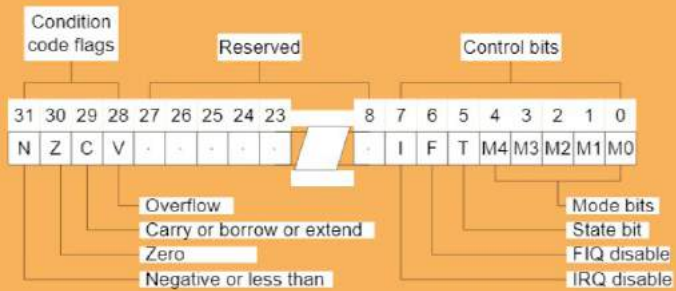 Condition
code flags
Reserved
Control bits
31 30 29 28 27 26 25 24 23 8 7 6 5 4 3 2 1 0
N Z C V · · · · · · I F T M4 M3 M2 M1 M0
Overflow
Mode bits
Carry or borrow or extend
State bit
Zero
FIQ disable
Negative or less than
IRQ disable